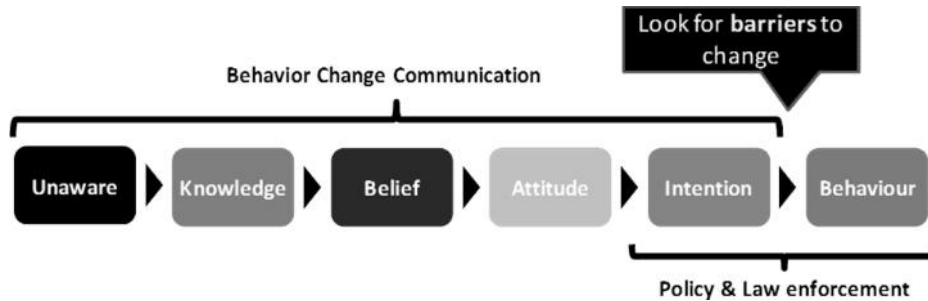 Look for barriers to
change
Behavior Change Communication
Unaware
Knowledge
Belief
Attitude
Intention
Behaviour
Policy & Law enforcement